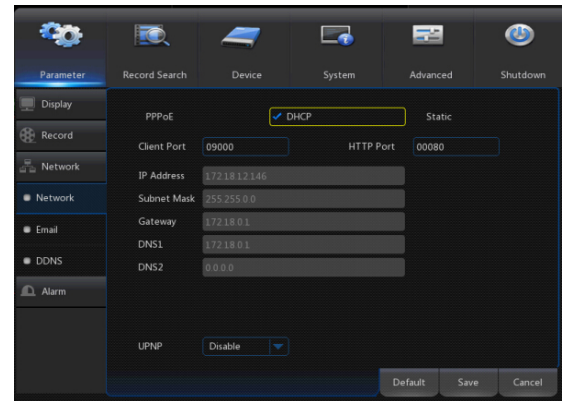 Parameter Record Search Device System Advanced Shutdown
Display
Record
Network
Network
Email
DDNS
Alarm
PPPoE DHCP Static
Client Port 09000 HTTP Port 00080
IP Address 172.18.12.146
Subnet Mask 255.255.0.0
Gateway 172.18.0.1
DNS1 172.18.0.1
DNS2 0.0.0.0
UPNP Disable
Default Save Cancel